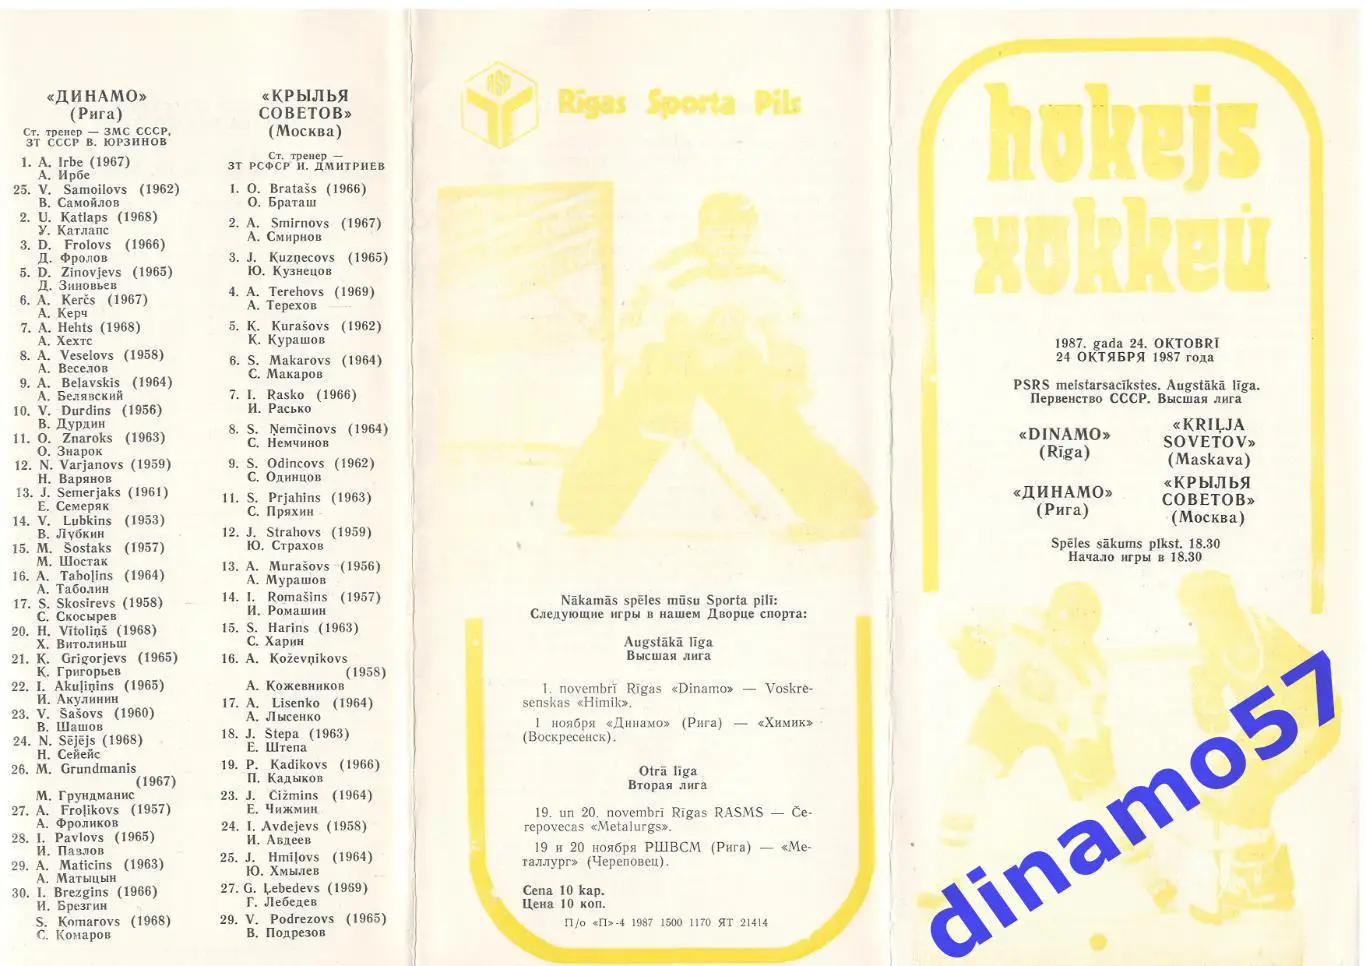 «ДИНАМО»
(Рига)
Ст. тренер — ЗМС СССР,
ЗТ СССР В. ЮРЗИНОВ
1. A. Irbe (1967)
А. Ирбе
25. V. Samoilovs (1962)
В. Самойлов
2. U. Katlaps (1968)
У. Катлапс
3. D. Frolovs (1966)
Д. Фролов
5. D. Zinovjevs (1965)
Д. Зиновьев
6. A. Kerčs (1967)
А. Керч
7. A. Hehts (1968)
А. Хехтс
8. A. Veselovs (1958)
А. Веселов
9. A. Belavskis (1964)
А. Белявский
10. V. Durdins (1956)
В. Дурдин
11. O. Znaroks (1963)
О. Знарок
12. N. Varjanovs (1959)
Н. Варянов
13. J. Semerjaks (1961)
Е. Семеряк
14. V. Lubkins (1953)
В. Лубкин
15. M. Šostaks (1957)
М. Шостак
16. A. Taboļins (1964)
А. Таболин
17. S. Skosirevs (1958)
С. Скосырев
20. H. Vītoliņš (1968)
Х. Витолиньш
21. K. Grigorjevs (1965)
К. Григорьев
22. I. Akuļiņins (1965)
И. Акулинин
23. V. Šašovs (1960)
В. Шашов
24. N. Sējējs (1968)
Н. Сейейс
26. M. Grundmanis
(1967)
М. Грундманис
27. A. Froļikovs (1957)
А. Фроликов
28. I. Pavlovs (1965)
И. Павлов
29. A. Maticins (1963)
А. Матыцын
30. I. Brezgins (1966)
И. Брезгин
S. Komarovs (1968)
С. Комаров
«КРЫЛЬЯ
СОВЕТОВ»
(Москва)
Ст. тренер —
ЗТ РСФСР И. ДМИТРИЕВ
1. O. Bratašs (1966)
О. Браташ
2. A. Smirnovs (1967)
А. Смирнов
3. J. Kuzņecovs (1965)
Ю. Кузнецов
4. A. Terehovs (1969)
А. Терехов
5. K. Kurašovs (1962)
К. Курашов
6. S. Makarovs (1964)
С. Макаров
7. I. Rasko (1966)
И. Расько
8. S. Ņemčinovs (1964)
С. Немчинов
9. S. Odincovs (1962)
С. Одинцов
11. S. Prjahins (1963)
С. Пряхин
12. J. Strahovs (1959)
Ю. Страхов
13. A. Murašovs (1956)
А. Мурашов
14. I. Romašins (1957)
И. Ромашин
15. S. Harins (1963)
С. Харин
16. A. Koževņikovs
(1958)
А. Кожевников
17. A. Lisenko (1964)
А. Лысенко
18. J. Štepa (1963)
Е. Штепа
19. P. Kadikovs (1966)
П. Кадыков
23. J. Čižmins (1964)
Е. Чижмин
24. I. Avdejevs (1958)
И. Авдеев
25. J. Hmiļovs (1964)
Ю. Хмылев
27. G. Ļebedevs (1969)
Г. Лебедев
29. V. Podrezovs (1965)
В. Подрезов
RSP
Rīgas Sporta Pils
Nākamās spēles mūsu Sporta pilī:
Следующие игры в нашем Дворце спорта:
Augstākā līga
Высшая лига
1. novembrī Rīgas «Dinamo» — Voskre-
senskas «Himik».
1 ноября «Динамо» (Рига) — «Химик»
(Воскресенск).
Otrā līga
Вторая лига
19. un 20. novembrī Rīgas RASMS — Če-
repovecas «Metalurgs».
19 и 20 ноября РШВСМ (Рига) — «Ме-
таллург» (Череповец).
Cena 10 kap.
Цена 10 коп.
П/о «П»-4 1987 1500 1170 ЯТ 21414
hokejs
хоккей
1987. gada 24. OKTOBRĪ
24 ОКТЯБРЯ 1987 года
PSRS meistarsacīkstes. Augstākā līga.
Первенство СССР. Высшая лига
«DINAMO»
(Rīga)
«KRIĻJA
SOVETOV»
(Maskava)
«ДИНАМО»
(Рига)
«КРЫЛЬЯ
СОВЕТОВ»
(Москва)
Spēles sākums plkst. 18.30
Начало игры в 18.30
dinamo57